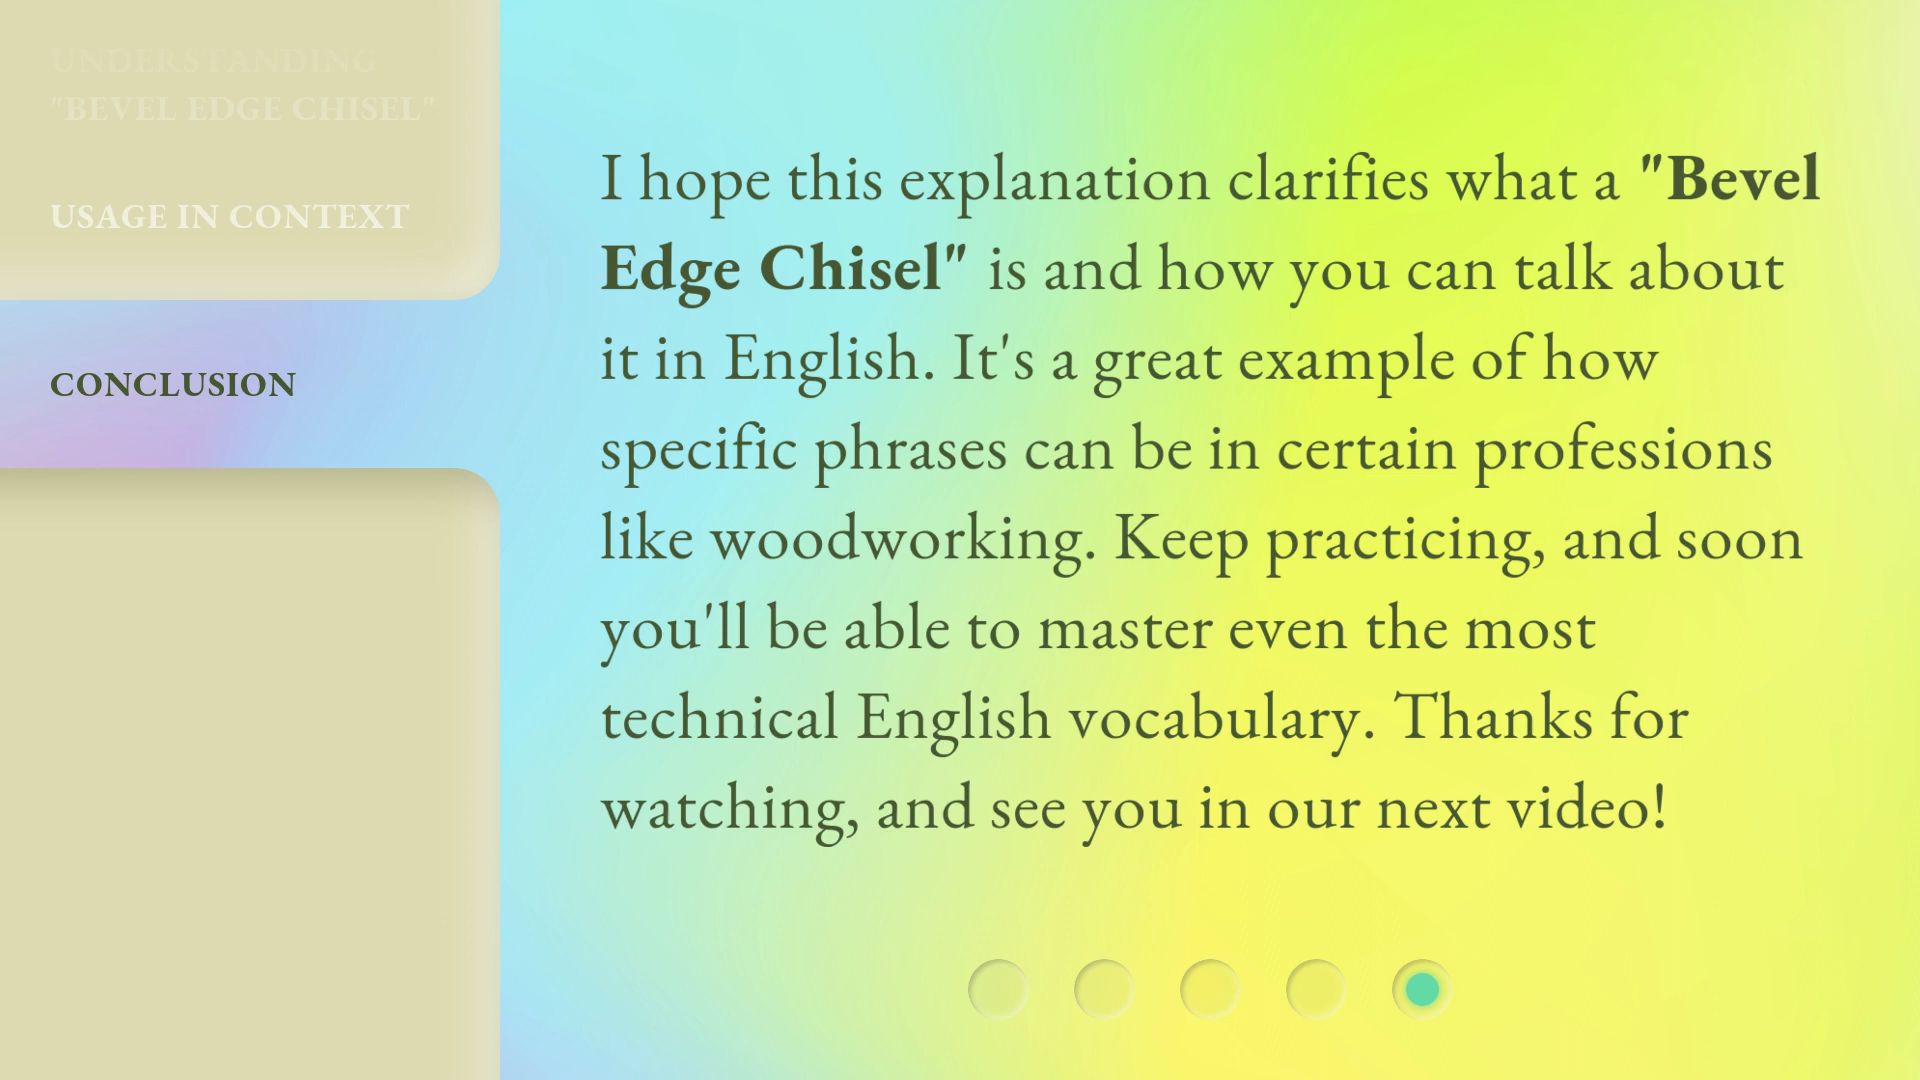 UNDERSTANDING
"BEVEL EDGE CHISEL"
USAGE IN CONTEXT
CONCLUSION
I hope this explanation clarifies what a "Bevel
Edge Chisel" is and how you can talk about
it in English. It's a great example of how
specific phrases can be in certain professions
like woodworking. Keep practicing, and soon
you'll be able to master even the most
technical English vocabulary. Thanks for
watching, and see you in our next video!